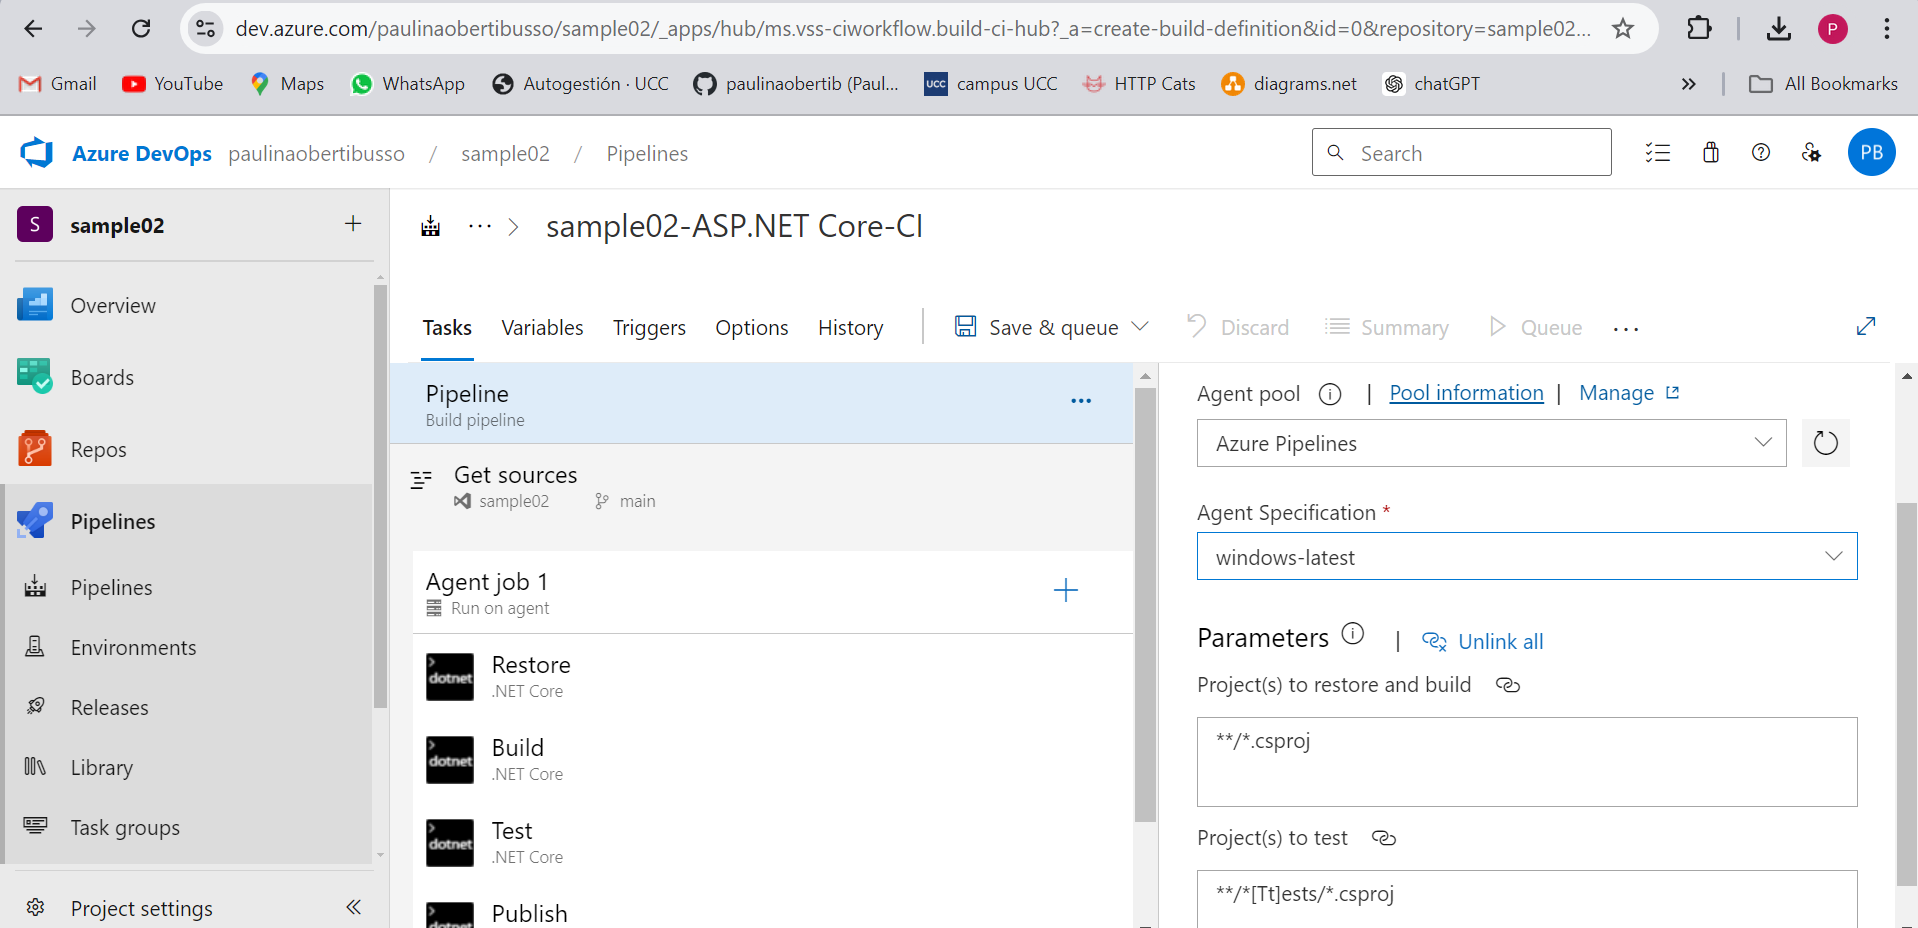 dev.azure.com/paulinaobertibusso/sample02/_apps/hub/ms.vss-ciworkflow.build-ci-hub?_a=create-build-definition&id=0&repository=sample02...
P
Gmail
YouTube
Maps
WhatsApp
Autogestión · UCC
paulinaobertib (Paul...
UCC
campus UCC
HTTP Cats
diagrams.net
chatGPT
»
All Bookmarks
Azure DevOps
paulinaobertibusso / sample02 / Pipelines
Search
PB
S
sample02
+
Overview
Boards
Repos
Pipelines
Pipelines
Environments
Releases
Library
Task groups
Project settings
«
··· > sample02-ASP.NET Core-CI
Tasks
Variables
Triggers
Options
History
Save & queue
Discard
Summary
Queue
...
Pipeline
Build pipeline
...
Get sources
sample02
main
Agent job 1
Run on agent
+
dotnet
Restore
.NET Core
dotnet
Build
.NET Core
dotnet
Test
.NET Core
dotnet
Publish
Agent pool | Pool information | Manage
Azure Pipelines
Agent Specification *
windows-latest
Parameters | Unlink all
Project(s) to restore and build
**/*.csproj
Project(s) to test
**/*[Tt]ests/*.csproj